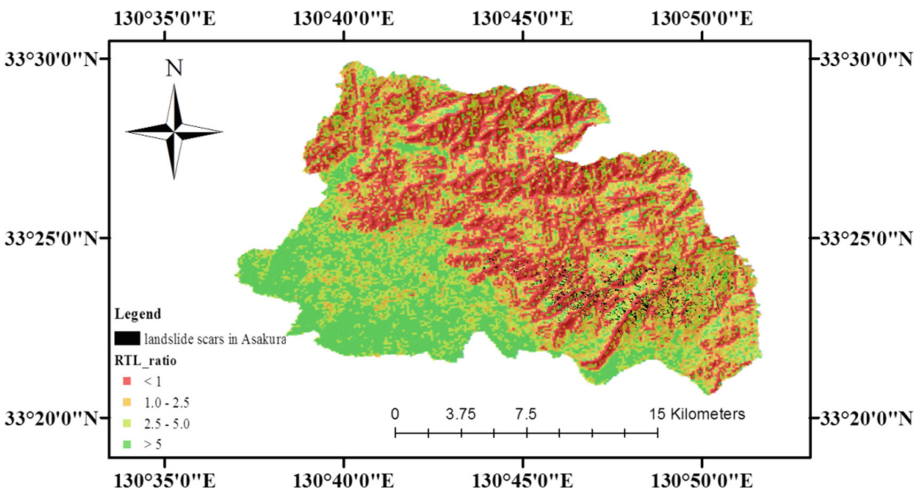 130°35'0"E 130°40'0"E 130°45'0"E 130°50'0"E
33°30'0"N
33°30'0"N
N
33°25'0"N
33°25'0"N
Legend
landslide scars in Asakura
RTL_ratio
< 1
1.0 - 2.5
2.5 - 5.0
> 5
0 3.75 7.5 15 Kilometers
33°20'0"N
33°20'0"N
130°35'0"E 130°40'0"E 130°45'0"E 130°50'0"E